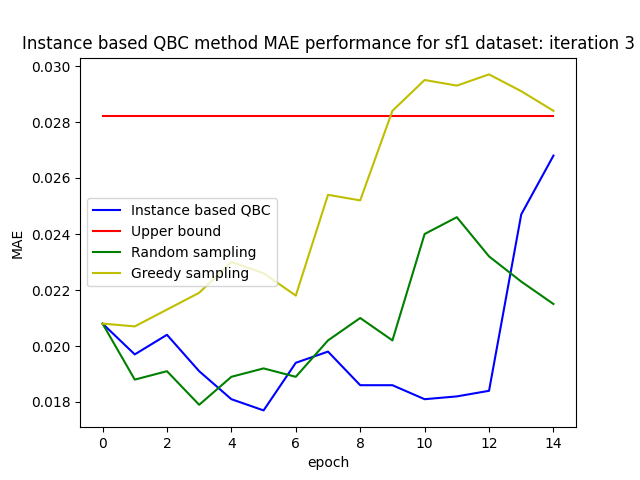 Instance based QBC method MAE performance for sf1 dataset: iteration 3
0.030
0.028
0.026
0.024
0.022
0.020
0.018
MAE
Instance based QBC
Upper bound
Random sampling
Greedy sampling
0 2 4 6 8 10 12 14
epoch